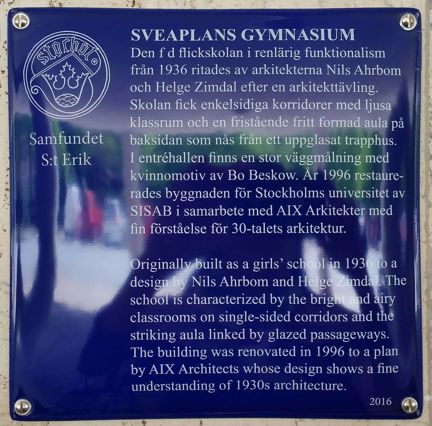 Storhol
Samfundet
S:t Erik
SVEAPLANS GYMNASIUM
Den f d flickskolan i renlärig funktionalism
från 1936 ritades av arkitekterna Nils Ahrbom
och Helge Zimdal efter en arkitekttävling.
Skolan fick enkelsidiga korridorer med ljusa
klassrum och en fristående fritt formad aula på
baksidan som nås från ett uppglasat trapphus.
I entréhallen finns en stor väggmålning med
kvinnomotiv av Bo Beskow. År 1996 restaure-
rades byggnaden för Stockholms universitet av
SISAB i samarbete med AIX Arkitekter med
fin förståelse för 30-talets arkitektur.
Originally built as a girls' school in 1936 to a
design by Nils Ahrbom and Helge Zimdal. The
school is characterized by the bright and airy
classrooms on single-sided corridors and the
striking aula linked by glazed passageways.
The building was renovated in 1996 to a plan
by AIX Architects whose design shows a fine
understanding of 1930s architecture.
2016